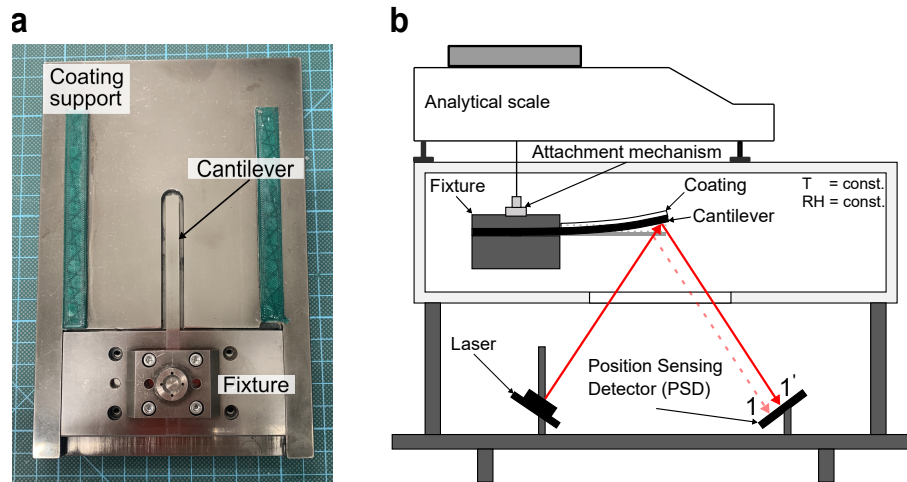 a
Coating
support
Cantilever
Fixture
b
Analytical scale
Attachment mechanism
Fixture
Coating
Cantilever
T = const.
RH = const.
Laser
Position Sensing
Detector (PSD)
1
1'